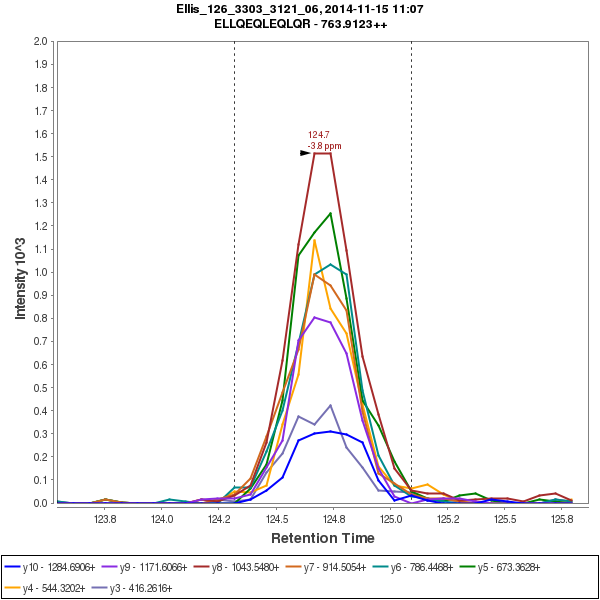 Ellis_126_3303_3121_06, 2014-11-15 11:07
ELLQEQLEQLQR - 763.9123++
2.0
1.9
1.8
1.7
1.6
1.5
1.4
1.3
1.2
1.1
1.0
0.9
0.8
0.7
0.6
0.5
0.4
0.3
0.2
0.1
0.0
Intensity 10^3
124.7
-3.8 ppm
123.8 124.0 124.2 124.5 124.8 125.0 125.2 125.5 125.8
Retention Time
y10 - 1284.6906+ y9 - 1171.6066+ y8 - 1043.5480+ y7 - 914.5054+ y6 - 786.4468+ y5 - 673.3628+
y4 - 544.3202+ y3 - 416.2616+